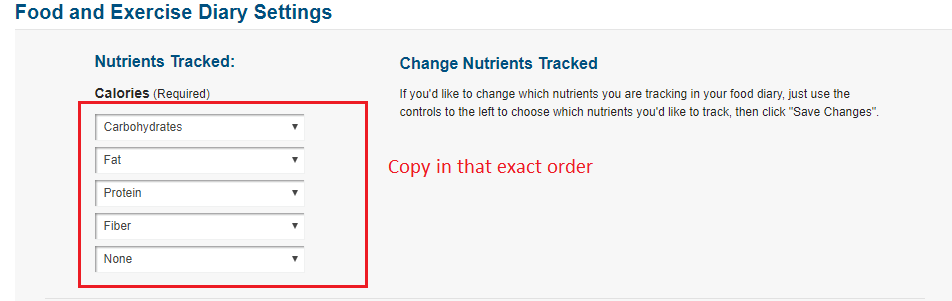 Food and Exercise Diary Settings
Nutrients Tracked:
Calories (Required)
Carbohydrates
Fat
Protein
Fiber
None
Change Nutrients Tracked
If you'd like to change which nutrients you are tracking in your food diary, just use the
controls to the left to choose which nutrients you'd like to track, then click "Save Changes".
Copy in that exact order